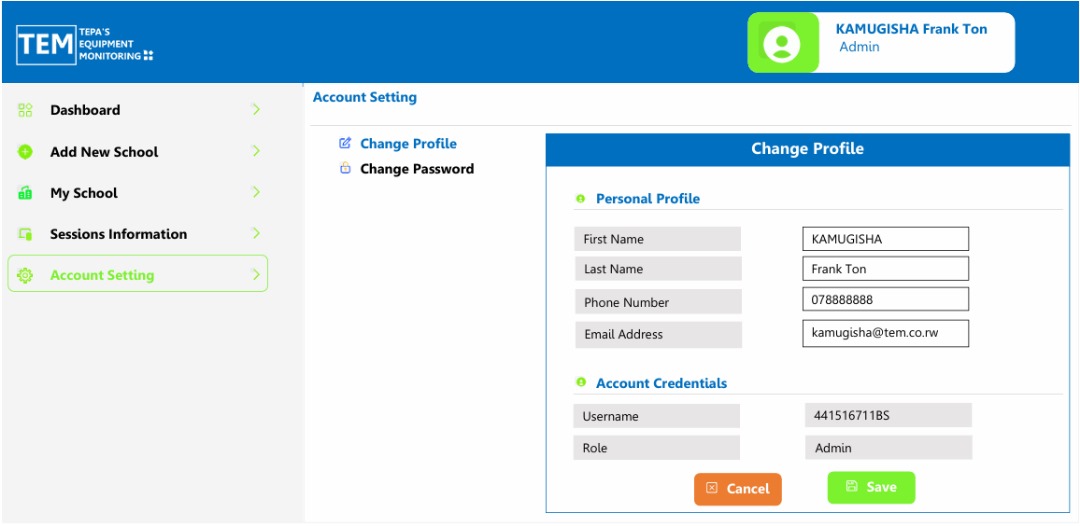 TEM
TEPA'S
EQUIPMENT
MONITORING
KAMUGISHA Frank Ton
Admin
Dashboard
Add New School
My School
Sessions Information
Account Setting
Account Setting
Change Profile
Change Password
Change Profile
Personal Profile
First Name KAMUGISHA
Last Name Frank Ton
Phone Number 078888888
Email Address kamugisha@tem.co.rw
Account Credentials
Username 441516711BS
Role Admin
Cancel Save